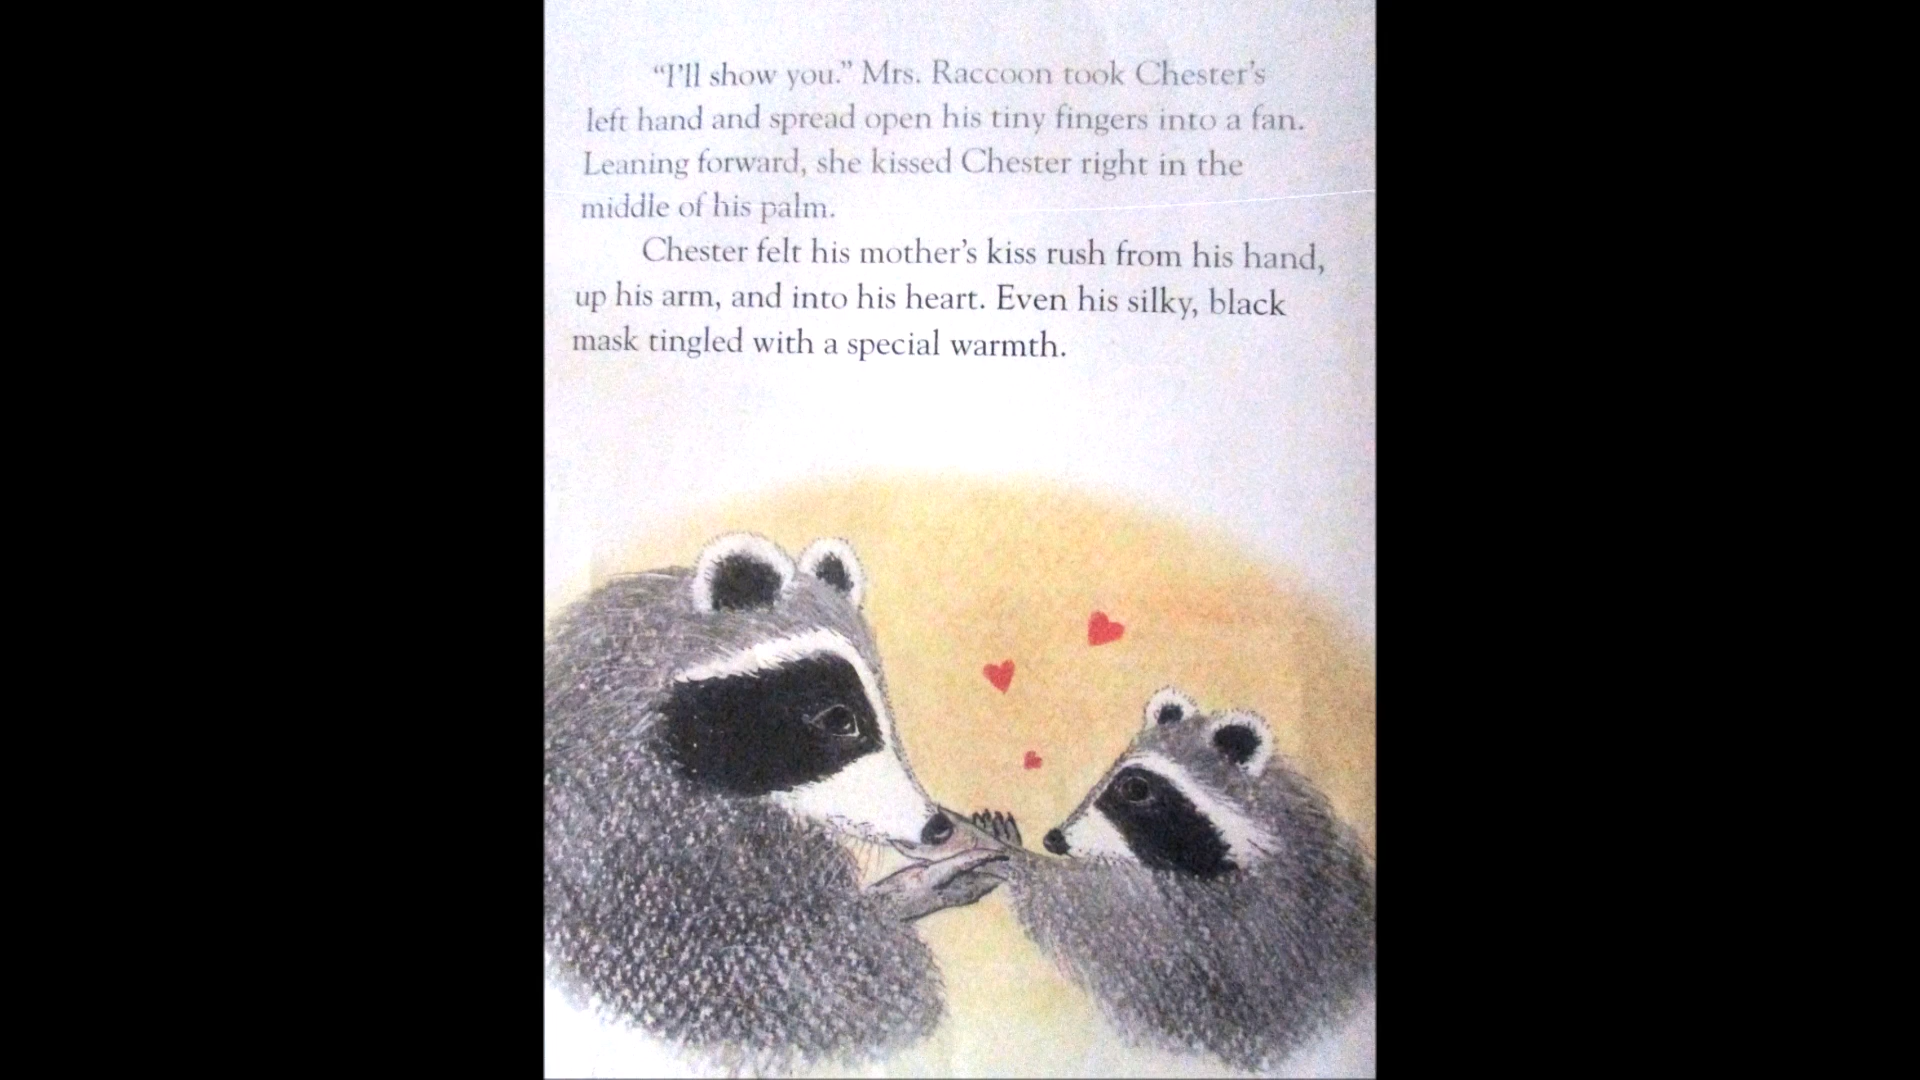 “I’ll show you.” Mrs. Raccoon took Chester’s
left hand and spread open his tiny fingers into a fan.
Leaning forward, she kissed Chester right in the
middle of his palm.
Chester felt his mother’s kiss rush from his hand,
up his arm, and into his heart. Even his silky, black
mask tingled with a special warmth.